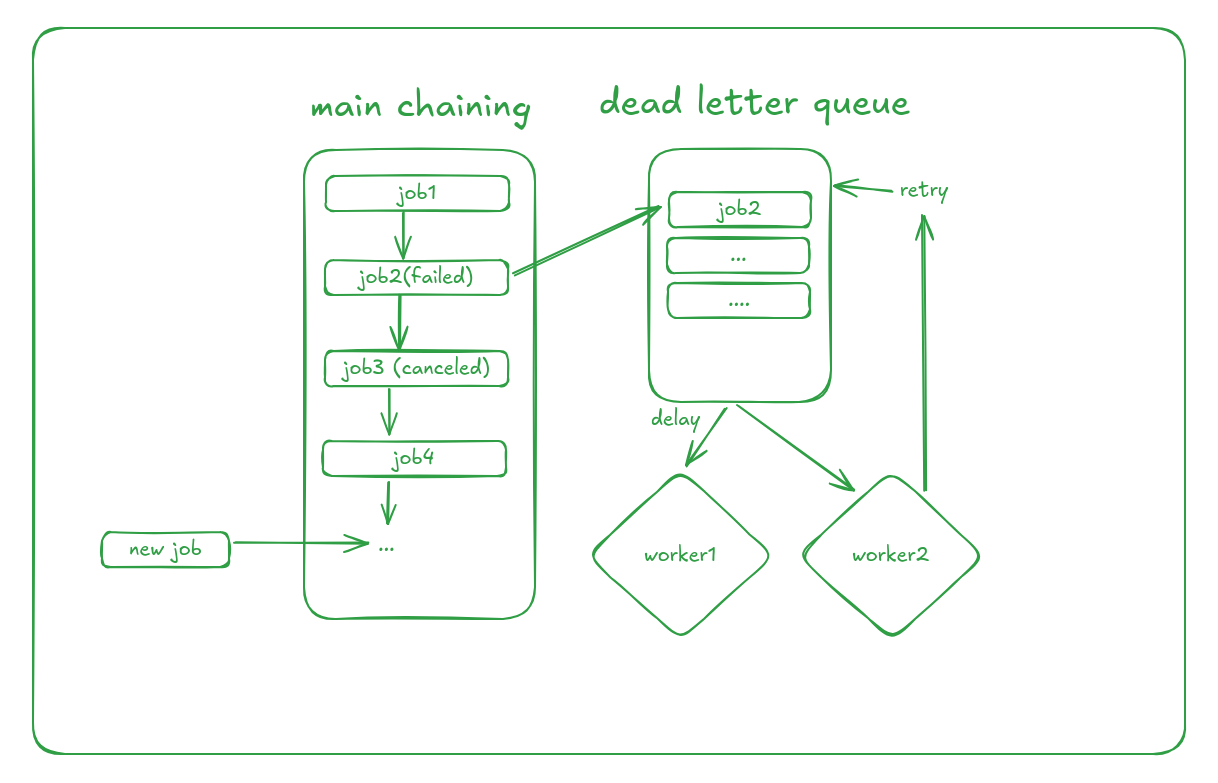 main chaining
dead letter queue
job1
job2(failed)
job3 (canceled)
job4
...
new job
job2
...
....
retry
delay
worker1
worker2